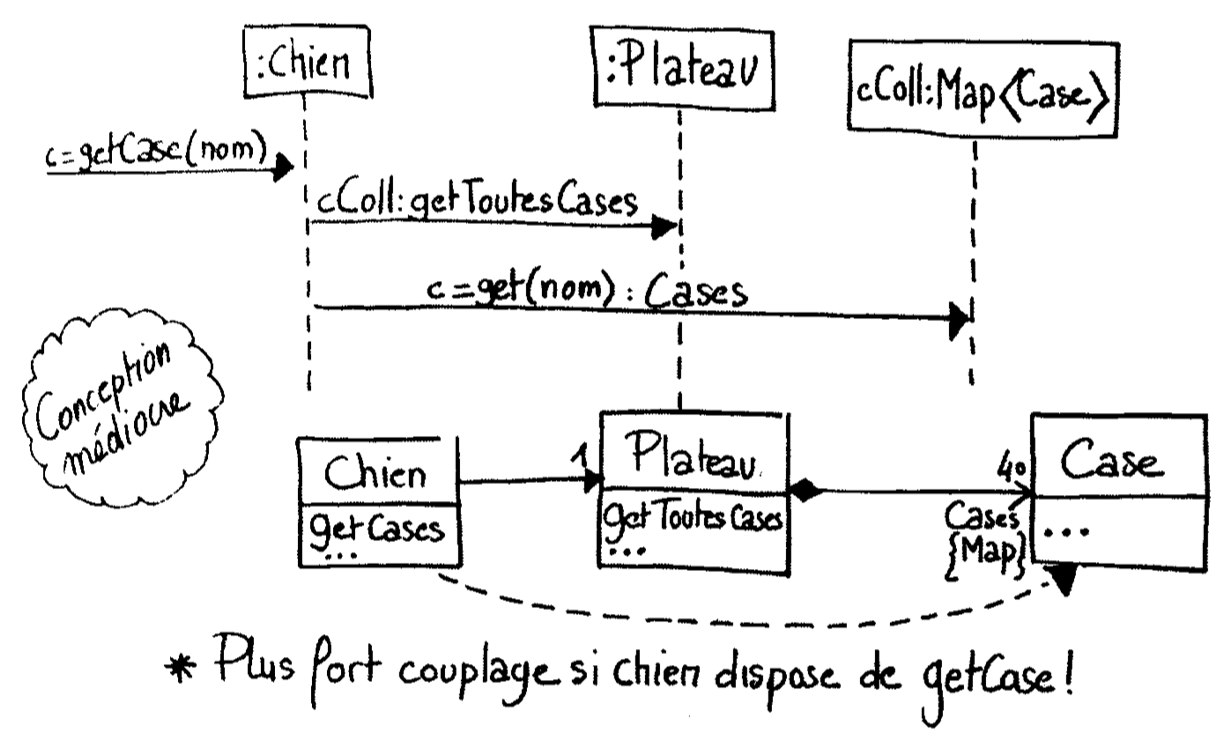 :Chien
:Plateau
cColl:Map<Case>
c=getCase(nom)
cColl:getToutesCases
c=get(nom) : Cases
Conception
médiocre
Chien
getCases
...
1
Plateau
getToutesCases
...
40
Cases
{Map}
Case
...
* Plus fort couplage si chien dispose de getCase!